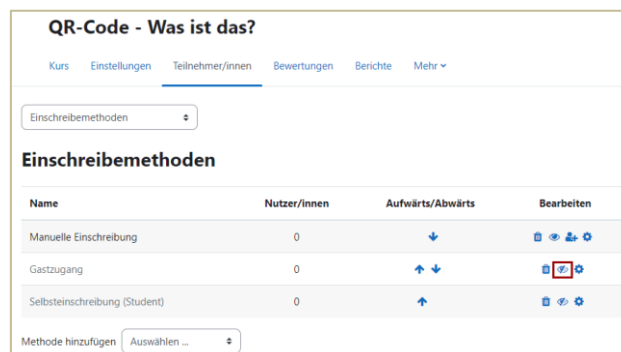 QR-Code - Was ist das?
Kurs Einstellungen Teilnehmer/innen Bewertungen Berichte Mehr
Einschreibemethoden
Einschreibemethoden
Name Nutzer/innen Aufwärts/Abwärts Bearbeiten
Manuelle Einschreibung 0
Gastzugang 0
Selbsteinschreibung (Student) 0
Methode hinzufügen Auswählen ...